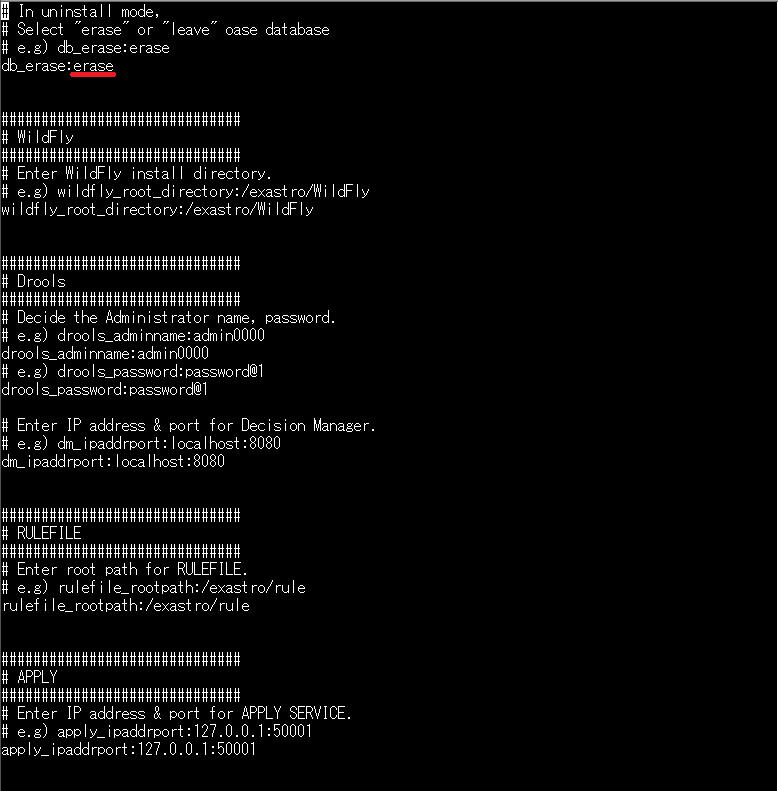 # In uninstall mode,
# Select "erase" or "leave" oase database
# e.g) db_erase:erase
db_erase:erase
##############################
# WildFly
##############################
# Enter WildFly install directory.
# e.g) wildfly_root_directory:/exastro/WildFly
wildfly_root_directory:/exastro/WildFly
##############################
# Drools
##############################
# Decide the Administrator name, password.
# e.g) drools_adminname:admin0000
drools_adminname:admin0000
# e.g) drools_password:password@1
drools_password:password@1
# Enter IP address & port for Decision Manager.
# e.g) dm_ipaddrport:localhost:8080
dm_ipaddrport:localhost:8080
##############################
# RULEFILE
##############################
# Enter root path for RULEFILE.
# e.g) rulefile_rootpath:/exastro/rule
rulefile_rootpath:/exastro/rule
##############################
# APPLY
##############################
# Enter IP address & port for APPLY SERVICE.
# e.g) apply_ipaddrport:127.0.0.1:50001
apply_ipaddrport:127.0.0.1:50001